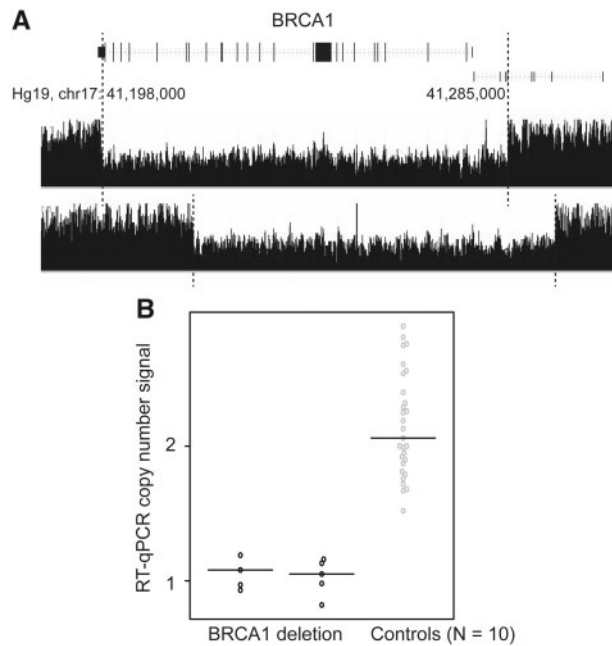 A
BRCA1
Hg19, chr17: 41,198,000
41,285,000
B
RT-qPCR copy number signal
2
1
BRCA1 deletion
Controls (N = 10)